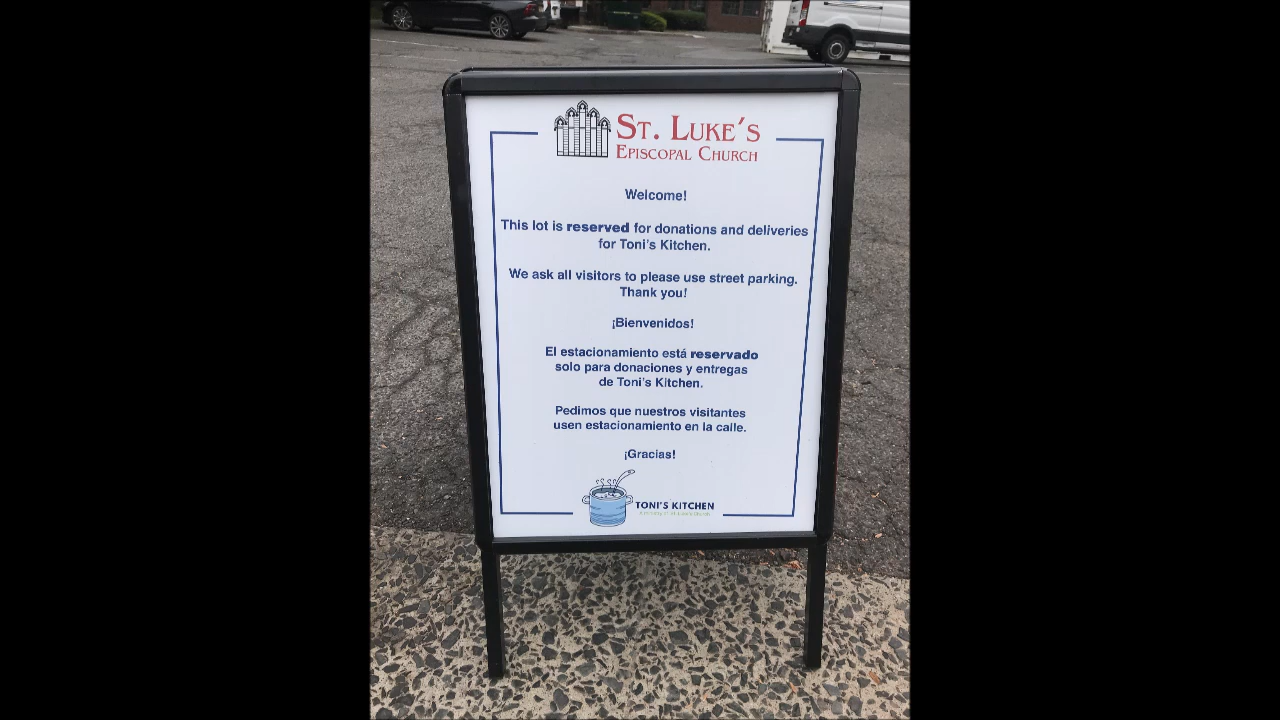 St. Luke's
Episcopal Church
Welcome!
This lot is reserved for donations and deliveries
for Toni's Kitchen.
We ask all visitors to please use street parking.
Thank you!
¡Bienvenidos!
El estacionamiento está reservado
solo para donaciones y entregas
de Toni's Kitchen.
Pedimos que nuestros visitantes
usen estacionamiento en la calle.
¡Gracias!
TONI'S KITCHEN